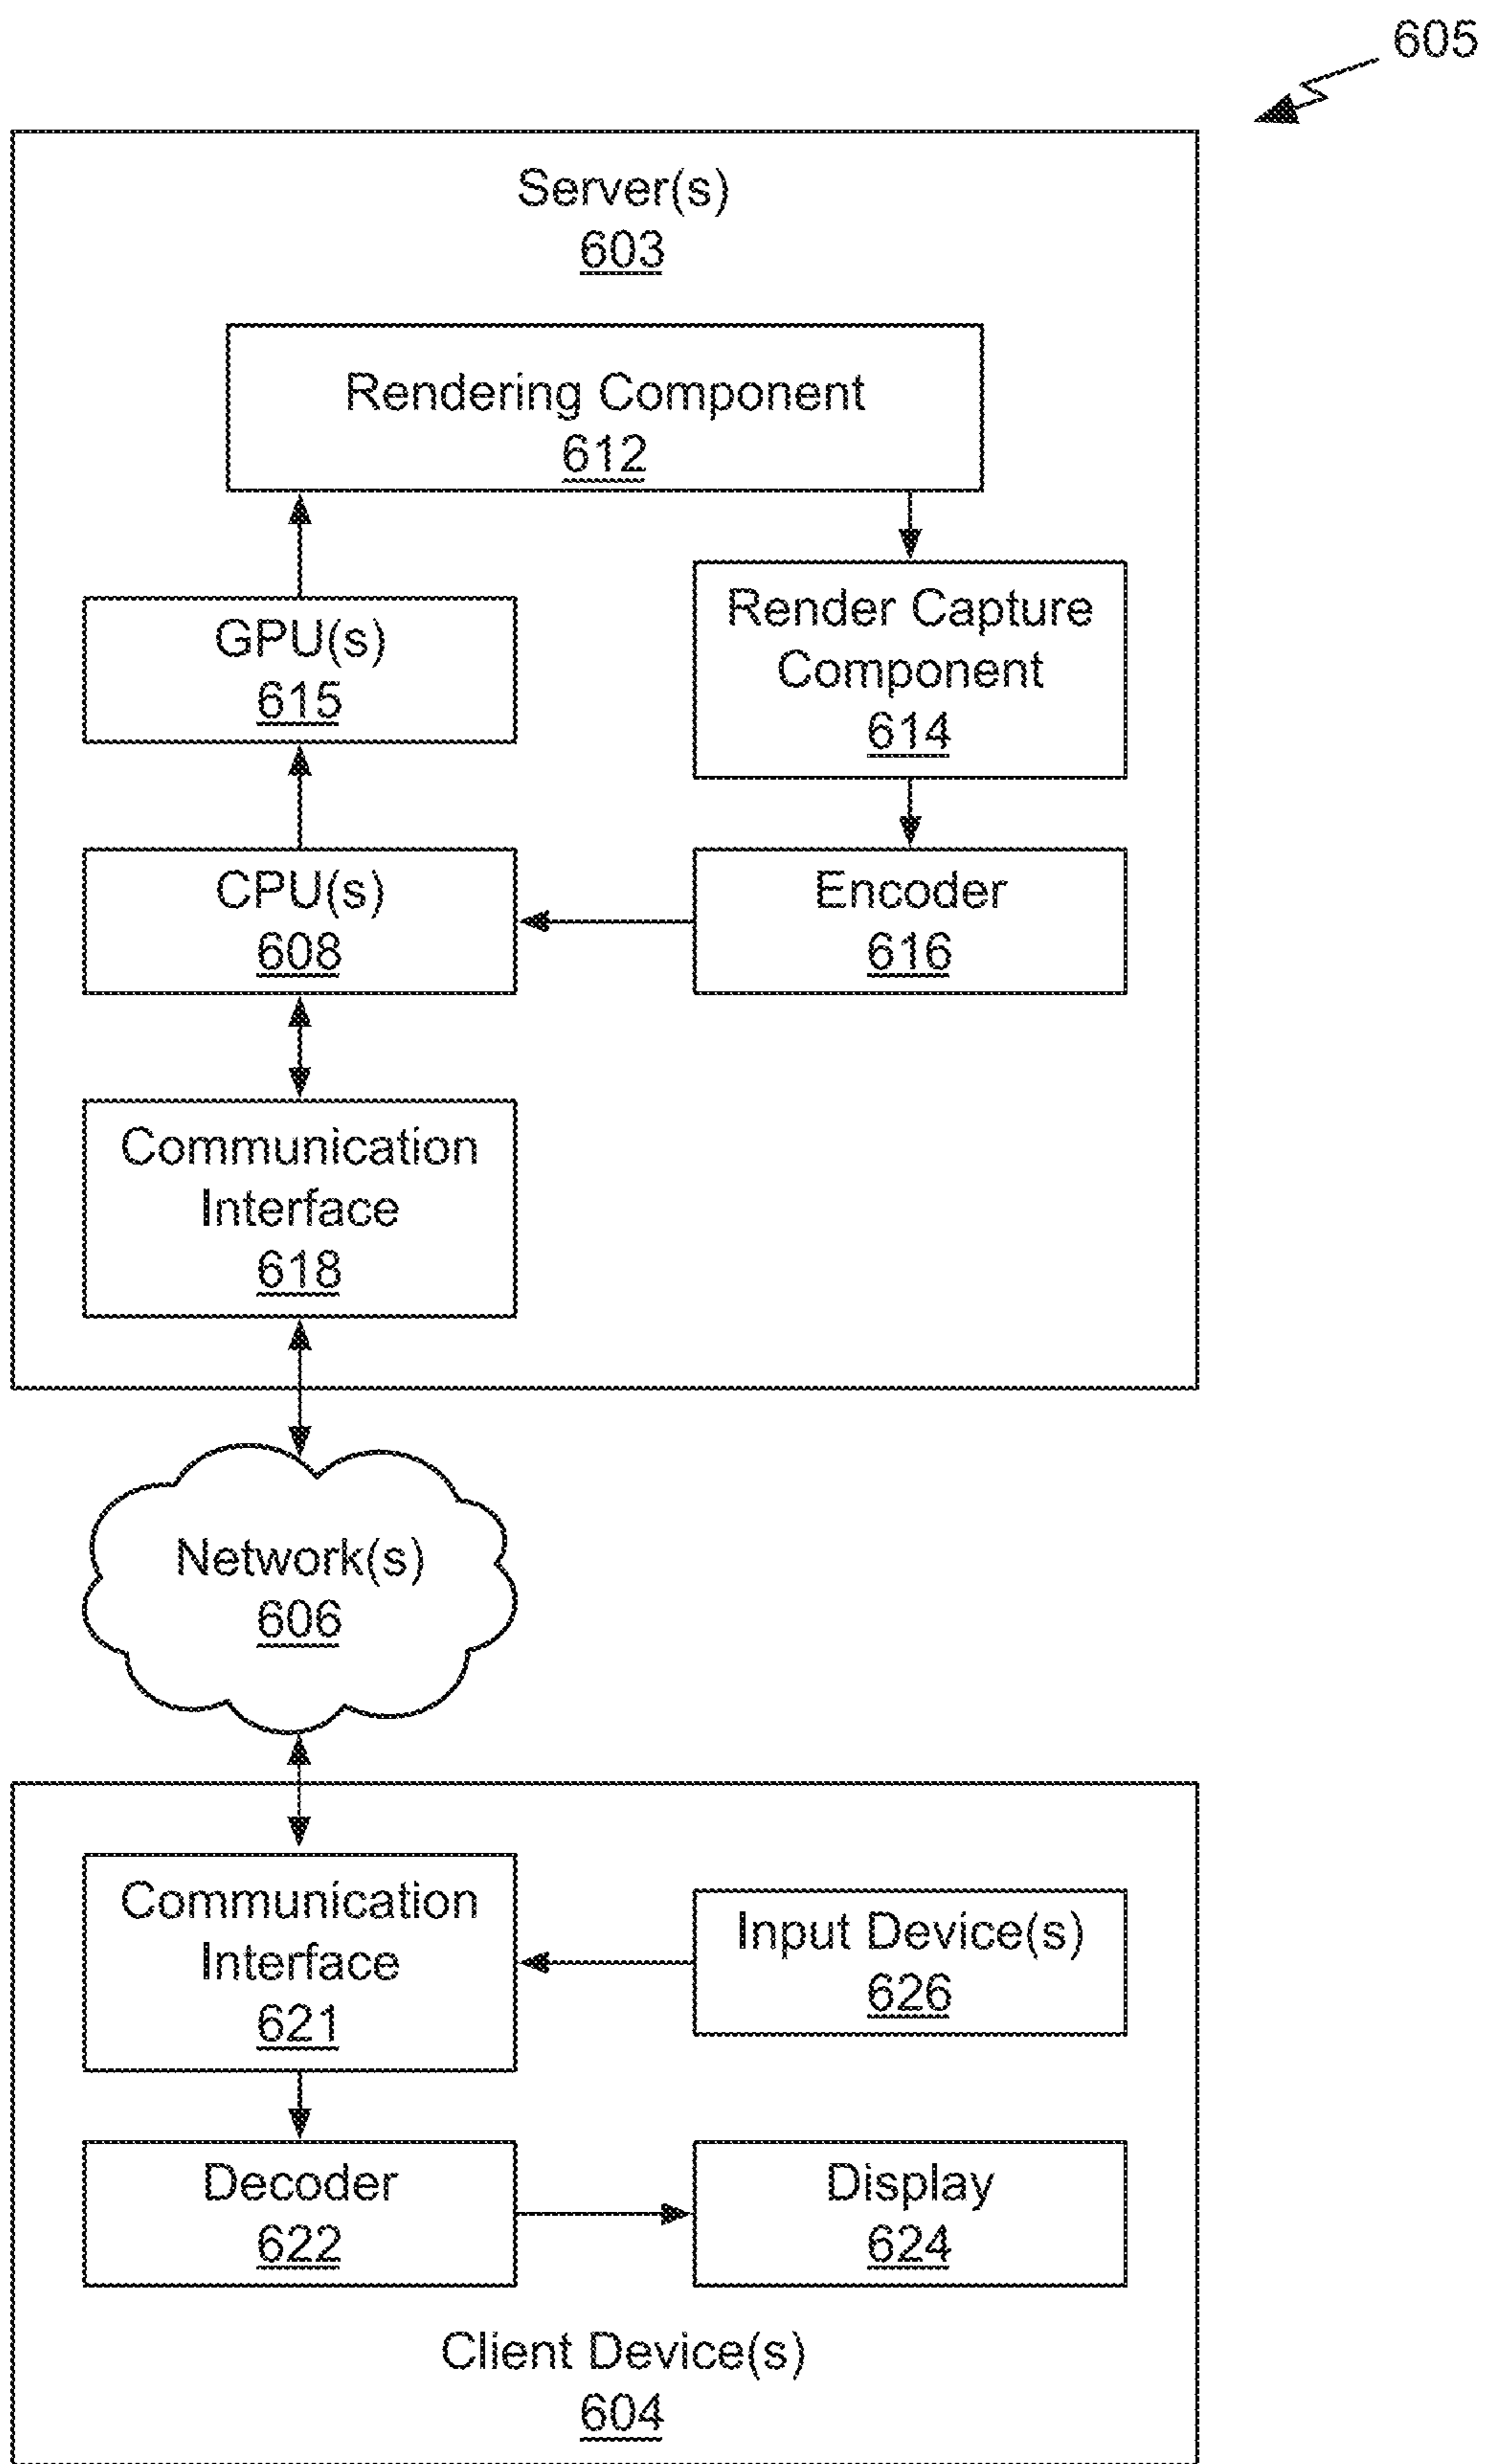 605
Server(s)
603
Rendering Component
612
GPU(s)
615
Render Capture
Component
614
CPU(s)
608
Encoder
616
Communication
Interface
618
Network(s)
606
Communication
Interface
621
Input Device(s)
626
Decoder
622
Display
624
Client Device(s)
604